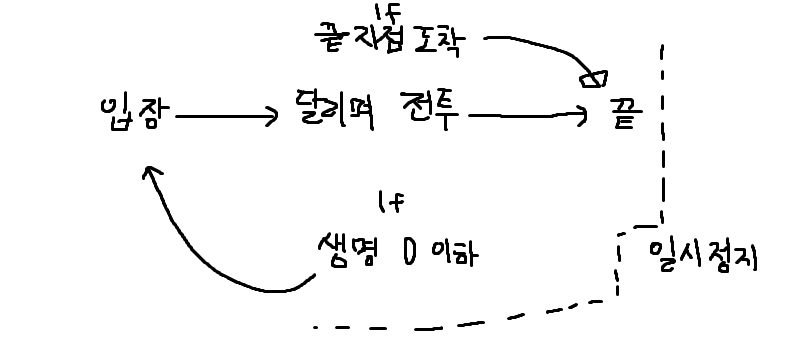 If
끝지점 도착
입장 달리며 전투 끝
If
생명 0 이하
일시정지